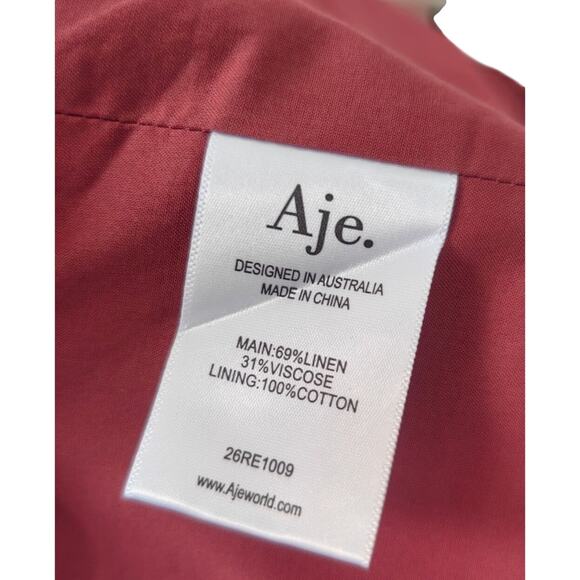 Aje.
DESIGNED IN AUSTRALIA
MADE IN CHINA
MAIN:69%LINEN
31%VISCOSE
LINING:100%COTTON
26RE1009
www.Ajeworld.com